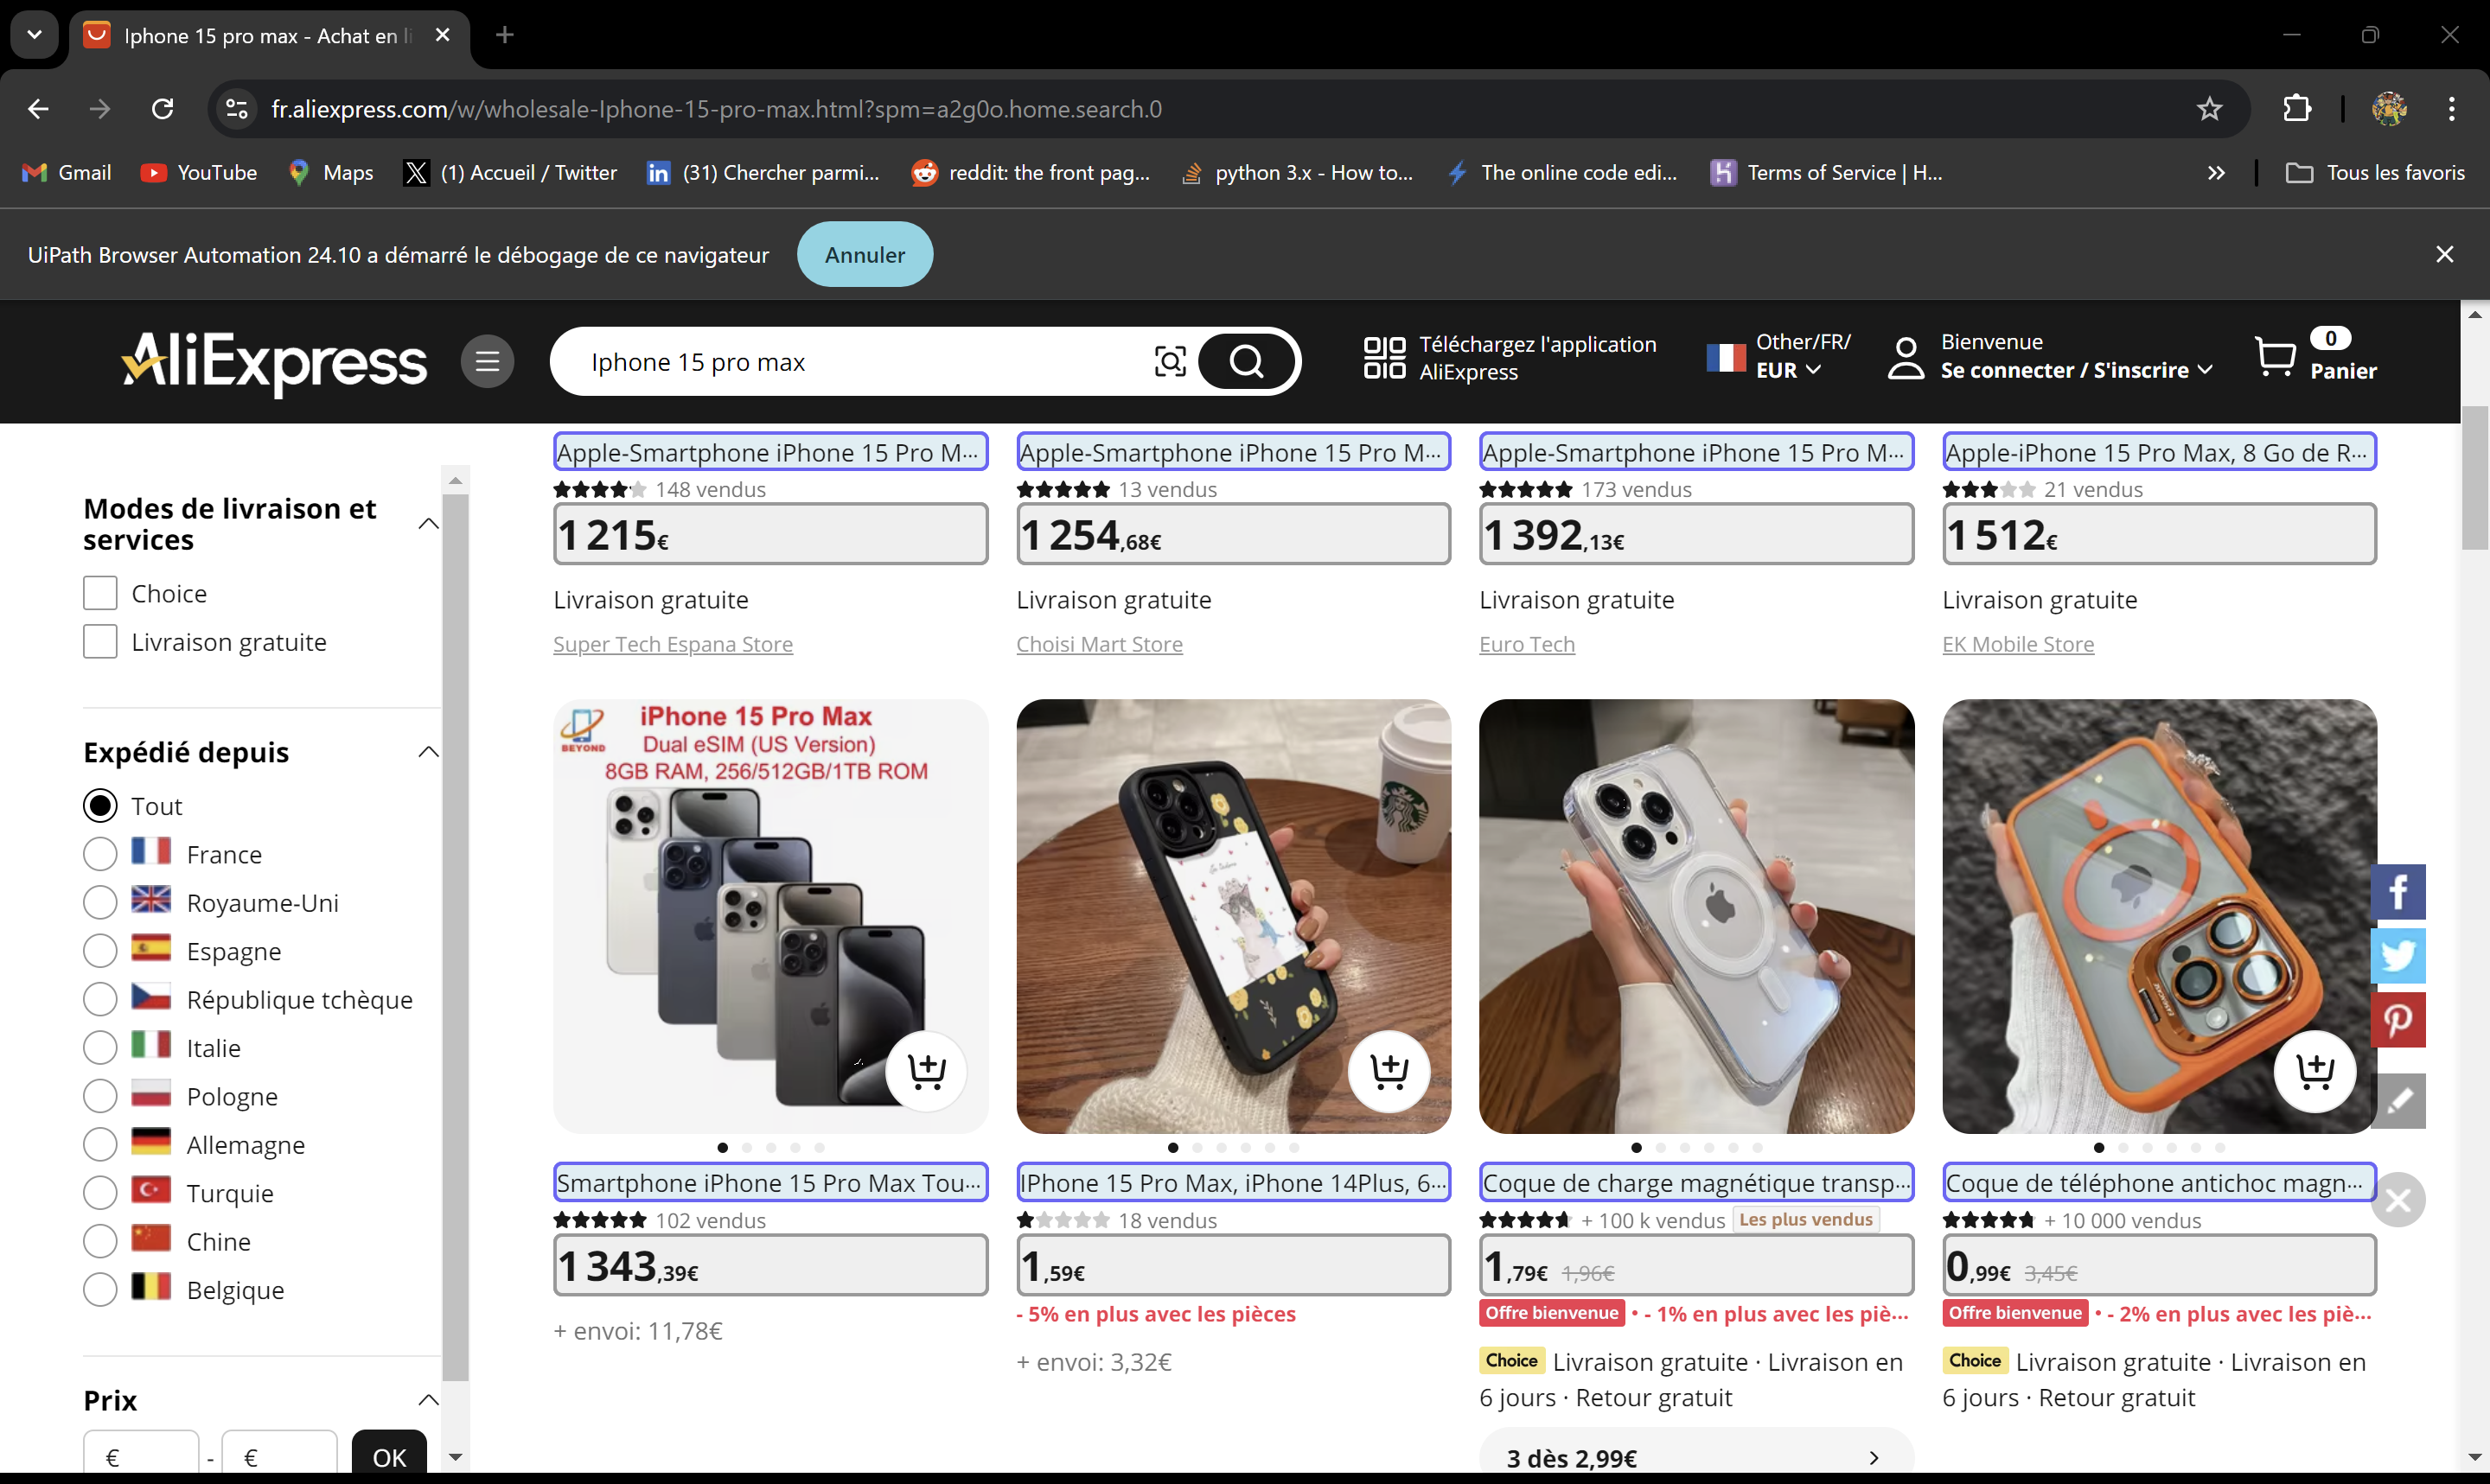 Iphone 15 pro max - Achat en li
fr.aliexpress.com/w/wholesale-Iphone-15-pro-max.html?spm=a2g0o.home.search.0
Gmail
YouTube
Maps
(1) Accueil / Twitter
(31) Chercher parmi...
reddit: the front pag...
python 3.x - How to...
The online code edi...
Terms of Service | H...
Tous les favoris
UiPath Browser Automation 24.10 a démarré le débogage de ce navigateur
Annuler
AliExpress
Iphone 15 pro max
Téléchargez l'application
AliExpress
Other/FR/
EUR
Bienvenue
Se connecter / S'inscrire
0
Panier
Modes de livraison et
services
Choice
Livraison gratuite
Expédié depuis
Tout
France
Royaume-Uni
Espagne
République tchèque
Italie
Pologne
Allemagne
Turquie
Chine
Belgique
Prix
€ - € OK
Apple-Smartphone iPhone 15 Pro M...
148 vendus
1 215€
Livraison gratuite
Super Tech Espana Store
Apple-Smartphone iPhone 15 Pro M...
13 vendus
1 254,68€
Livraison gratuite
Choisi Mart Store
Apple-Smartphone iPhone 15 Pro M...
173 vendus
1 392,13€
Livraison gratuite
Euro Tech
Apple-iPhone 15 Pro Max, 8 Go de R...
21 vendus
1 512€
Livraison gratuite
EK Mobile Store
BEYOND
iPhone 15 Pro Max
Dual eSIM (US Version)
8GB RAM, 256/512GB/1TB ROM
Smartphone iPhone 15 Pro Max Tou...
102 vendus
1 343,39€
+ envoi: 11,78€
IPhone 15 Pro Max, iPhone 14Plus, 6...
18 vendus
1,59€
- 5% en plus avec les pièces
+ envoi: 3,32€
Coque de charge magnétique transp...
+ 100 k vendus Les plus vendus
1,79€ 1,96€
Offre bienvenue • - 1% en plus avec les piè...
Choice Livraison gratuite · Livraison en
6 jours · Retour gratuit
3 dès 2,99€
Coque de téléphone antichoc magn...
+ 10 000 vendus
0,99€ 3,45€
Offre bienvenue • - 2% en plus avec les piè...
Choice Livraison gratuite · Livraison en
6 jours · Retour gratuit